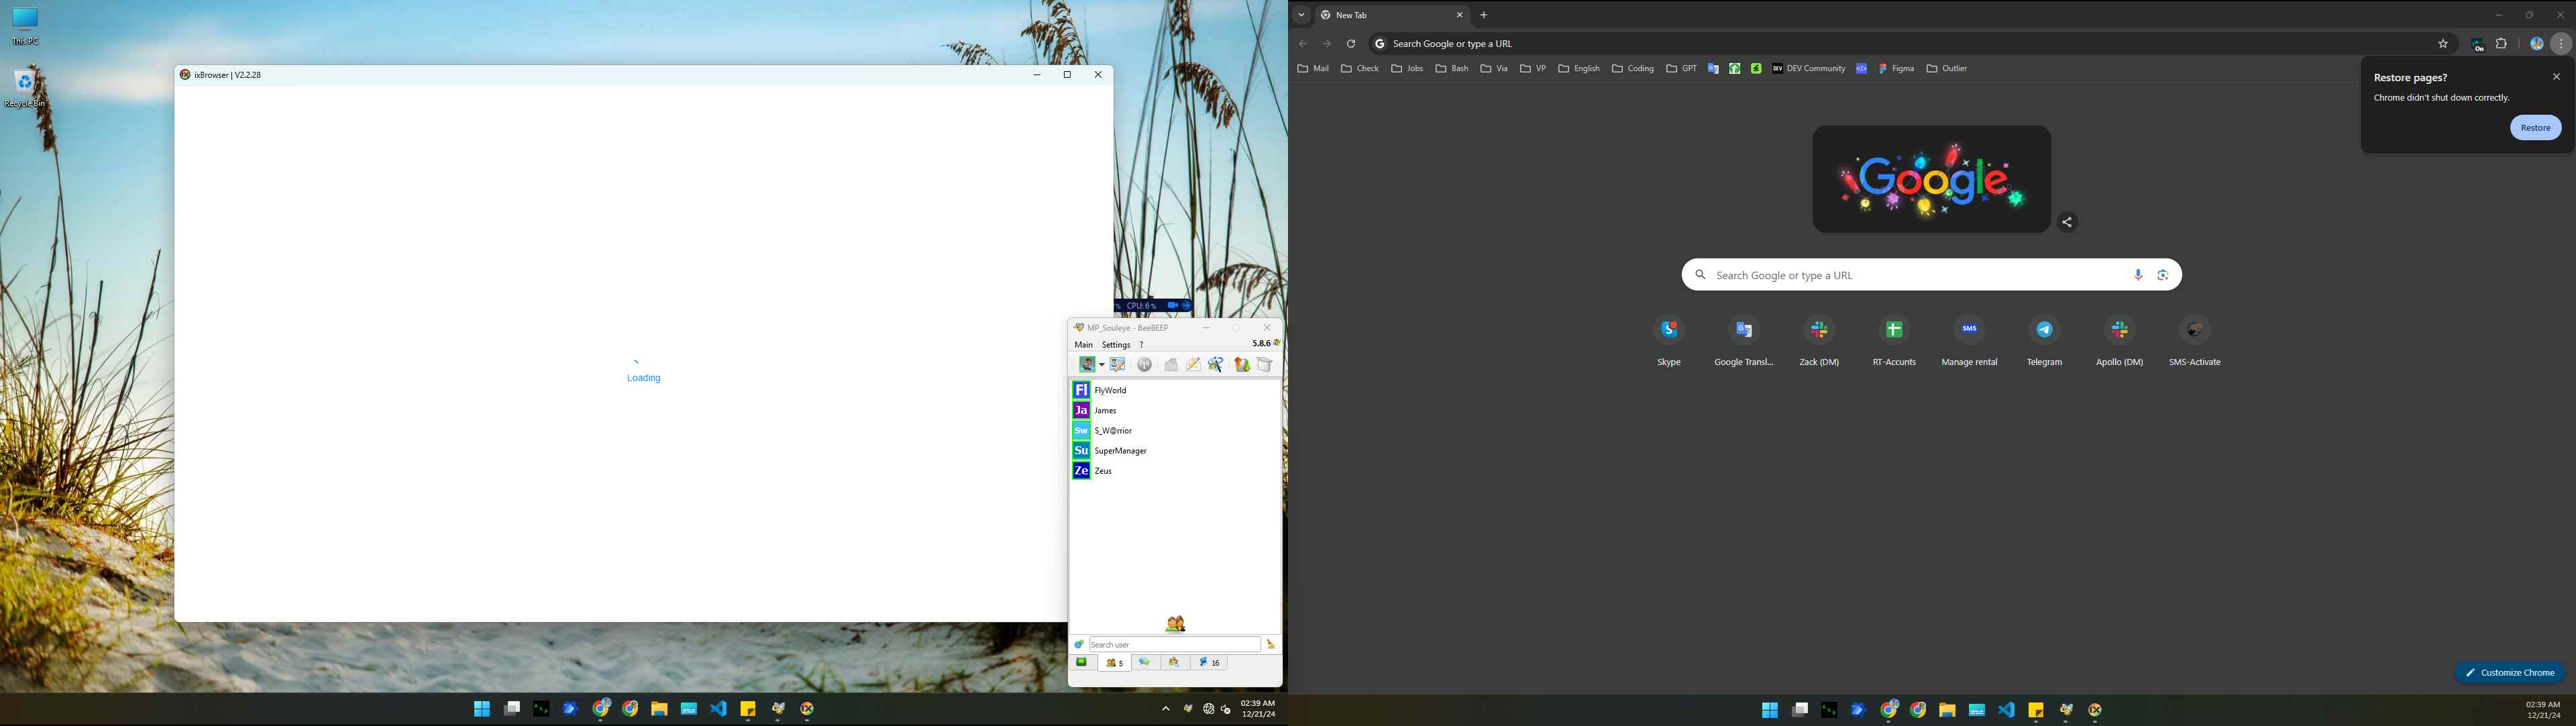 This PC
Recycle Bin
ixBrowser | V2.2.28
Loading
CPU: 6 %
MP_Souleye - BeeBEEP
Main Settings ?
5.8.6
Fl FlyWorld
Ja James
Sw S_W@rrior
Su SuperManager
Ze Zeus
Search user
5
16
02:39 AM
12/21/24
New Tab
Search Google or type a URL
On
Mail Check Jobs Bash Via VP English Coding GPT DEV DEV Community Figma Outlier
Restore pages?
Chrome didn't shut down correctly.
Restore
Google
Search Google or type a URL
SMS
Skype Google Transl... Zack (DM) RT-Accunts Manage rental Telegram Apollo (DM) SMS-Activate
Customize Chrome
02:39 AM
12/21/24